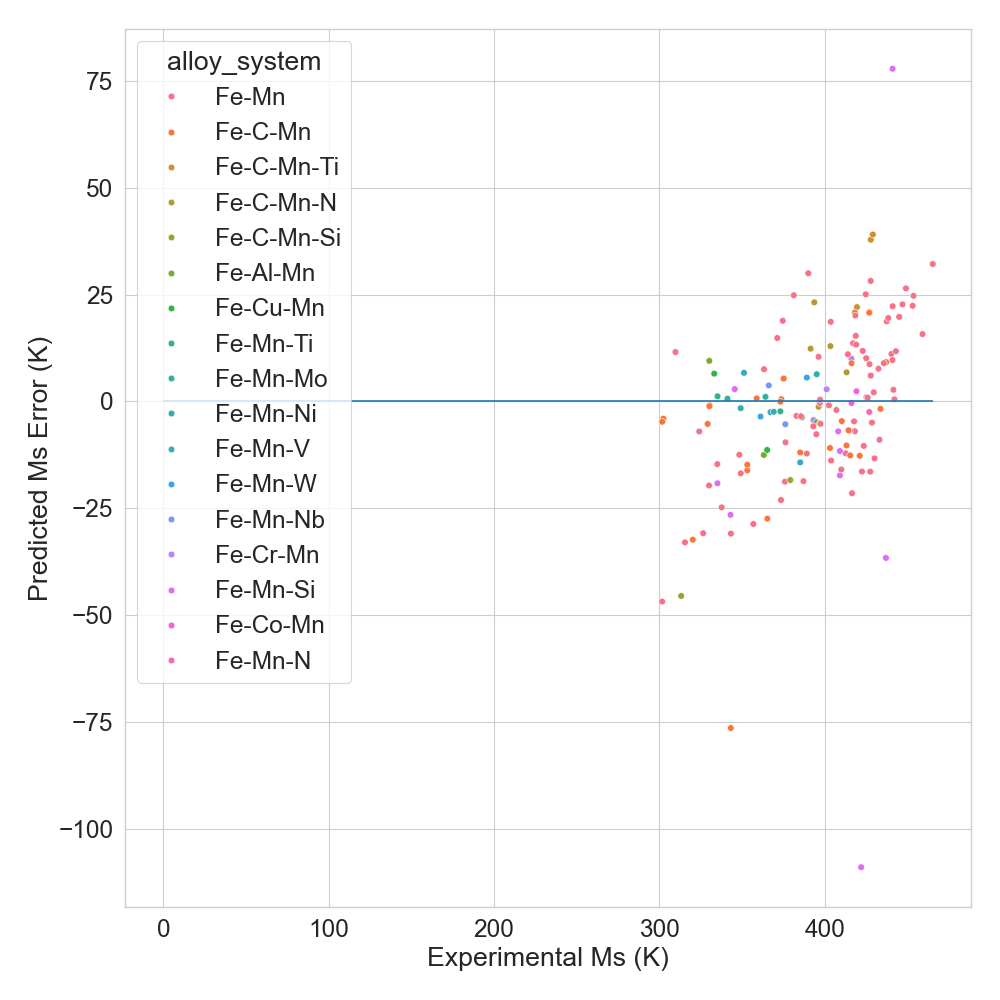 alloy_system
Fe-Mn
Fe-C-Mn
Fe-C-Mn-Ti
Fe-C-Mn-N
Fe-C-Mn-Si
Fe-Al-Mn
Fe-Cu-Mn
Fe-Mn-Ti
Fe-Mn-Mo
Fe-Mn-Ni
Fe-Mn-V
Fe-Mn-W
Fe-Mn-Nb
Fe-Cr-Mn
Fe-Mn-Si
Fe-Co-Mn
Fe-Mn-N
Predicted Ms Error (K)
75
50
25
0
−25
−50
−75
−100
0 100 200 300 400
Experimental Ms (K)